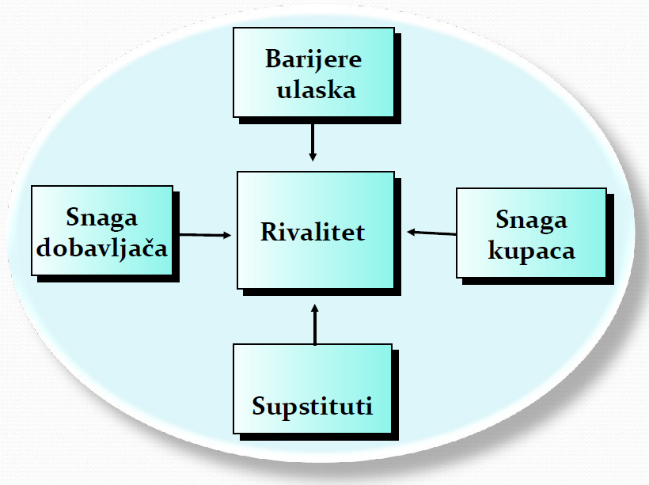 Barijere
ulaska
Snaga
dobavljača
Rivalitet
Snaga
kupaca
Supstituti